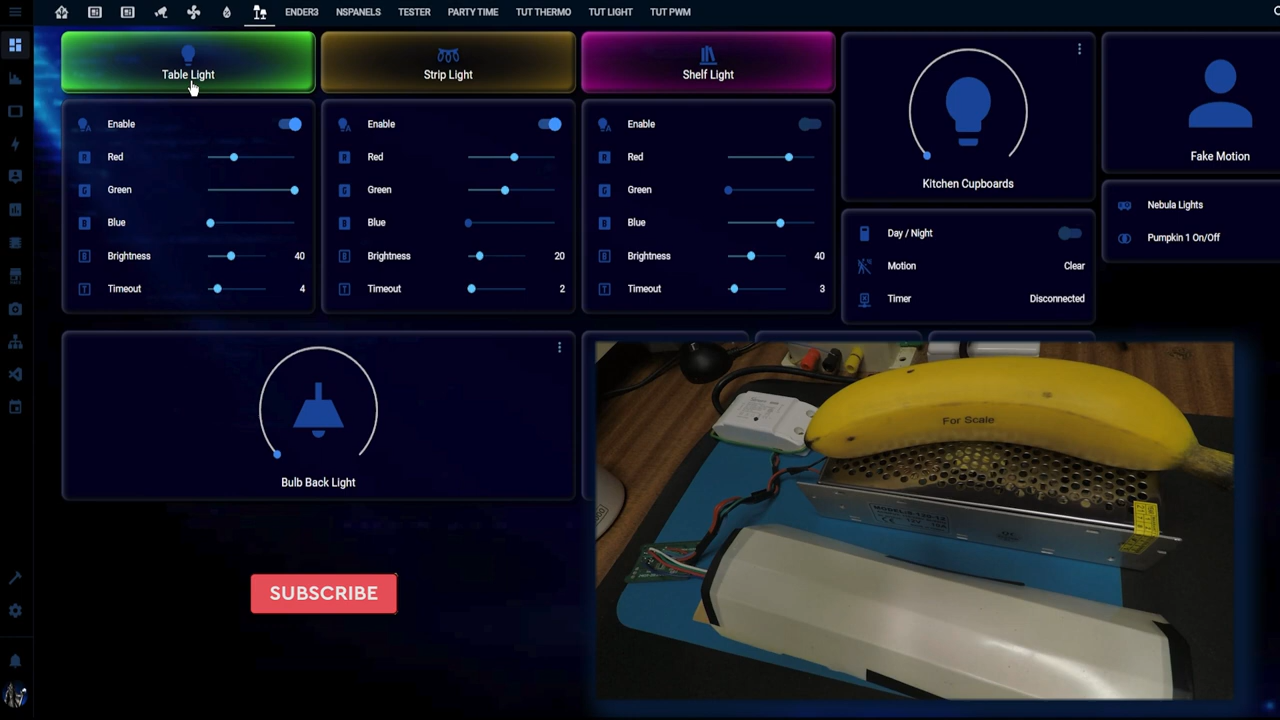 ENDER3 NSPANELS TESTER PARTY TIME TUT THERMO TUT LIGHT TUT PWM
Table Light
Enable
Red
Green
Blue
Brightness 40
Timeout 4
Strip Light
Enable
Red
Green
Blue
Brightness 20
Timeout 2
Shelf Light
Enable
Red
Green
Blue
Brightness 40
Timeout 3
Kitchen Cupboards
Day / Night
Motion Clear
Timer Disconnected
Fake Motion
Nebula Lights
Pumpkin 1 On/Off
Bulb Back Light
SUBSCRIBE
For Scale